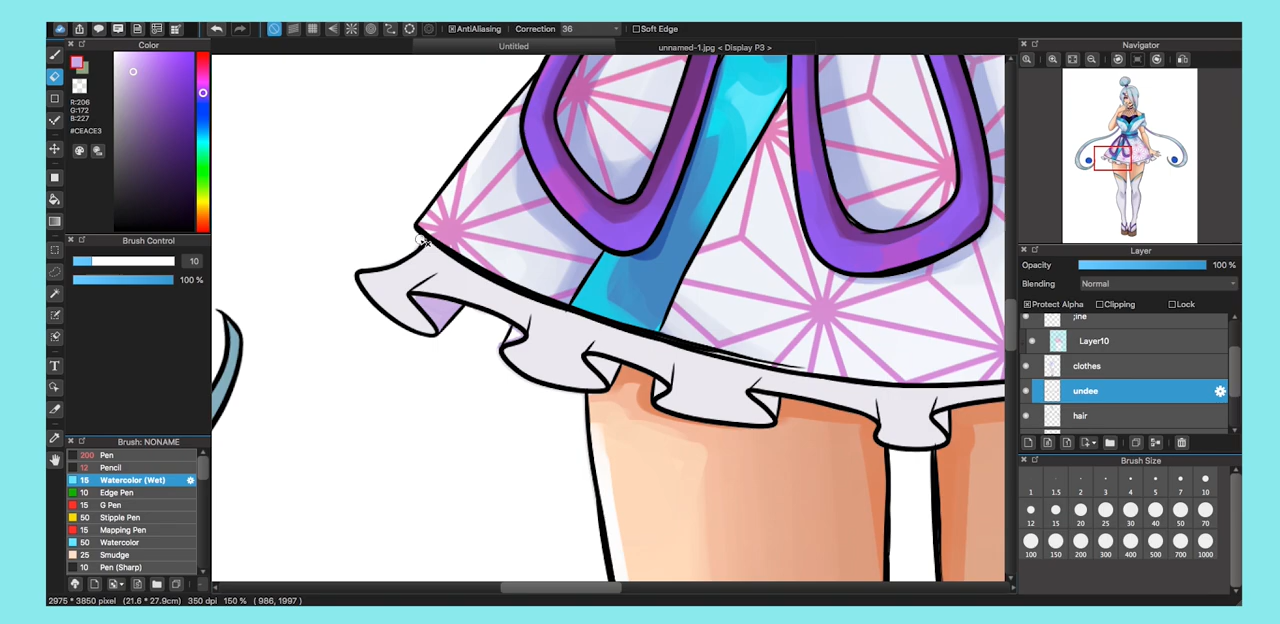 AntiAliasing Correction 36 Soft Edge
Color
Untitled
unnamed-1.jpg < Display P3 >
Navigator
R:206
G:172
B:227
#CEACE3
Brush Control
10
100 %
Layer
Opacity 100 %
Blending Normal
Protect Alpha Clipping Lock
;ine
Layer10
clothes
undee
hair
Brush: NONAME
200 Pen
12 Pencil
15 Watercolor (Wet)
10 Edge Pen
15 G Pen
50 Stipple Pen
15 Mapping Pen
50 Watercolor
25 Smudge
10 Pen (Sharp)
Brush Size
1 1.5 2 3 4 5 7 10
12 15 20 25 30 40 50 70
100 150 200 300 400 500 700 1000
2975 * 3850 pixel (21.6 * 27.9cm) 350 dpi 150 % ( 986, 1997 )